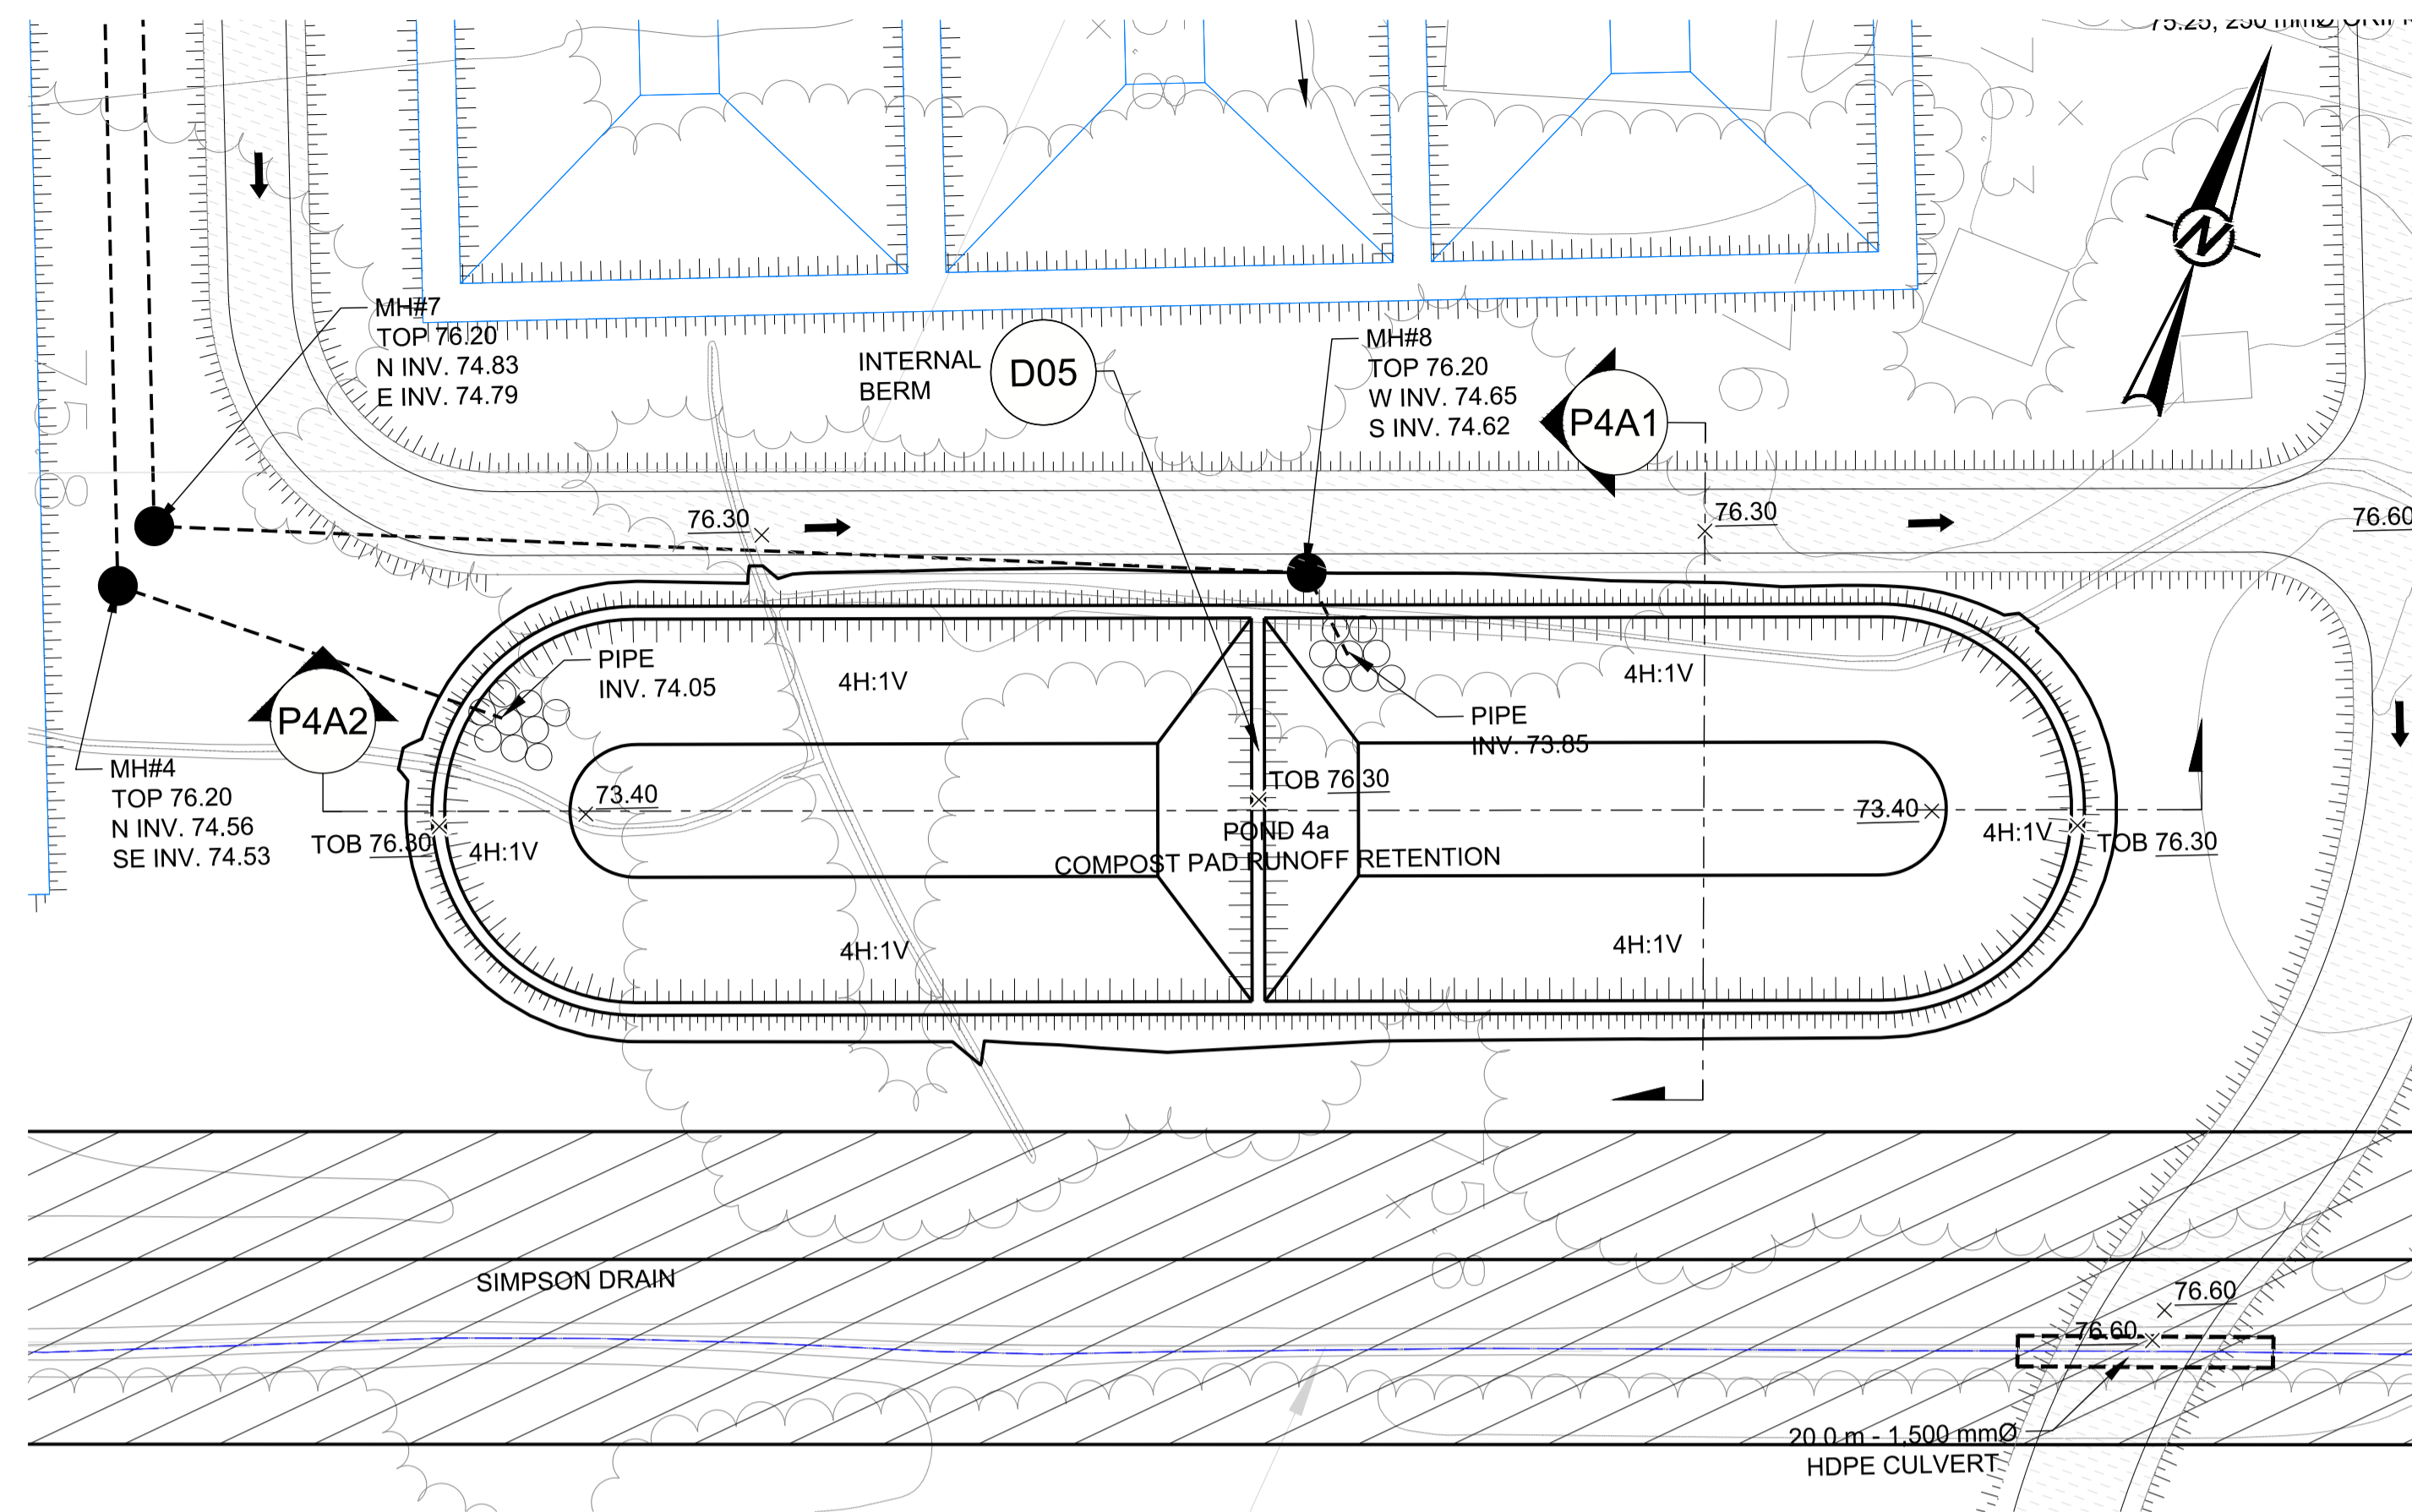 75.25, 250 mmØ
N
MH#7
TOP 76.20
N INV. 74.83
E INV. 74.79
INTERNAL
BERM
D05
MH#8
TOP 76.20
W INV. 74.65
S INV. 74.62
P4A1
76.30
76.30
76.60
PIPE
INV. 74.05
4H:1V
4H:1V
P4A2
PIPE
INV. 73.85
MH#4
TOP 76.20
N INV. 74.56
SE INV. 74.53
73.40
TOB 76.30
73.40
TOB 76.30
4H:1V
POND 4a
COMPOST PAD RUNOFF RETENTION
4H:1V
TOB 76.30
4H:1V
4H:1V
SIMPSON DRAIN
76.60
76.60
20.0 m - 1,500 mmØ
HDPE CULVERT